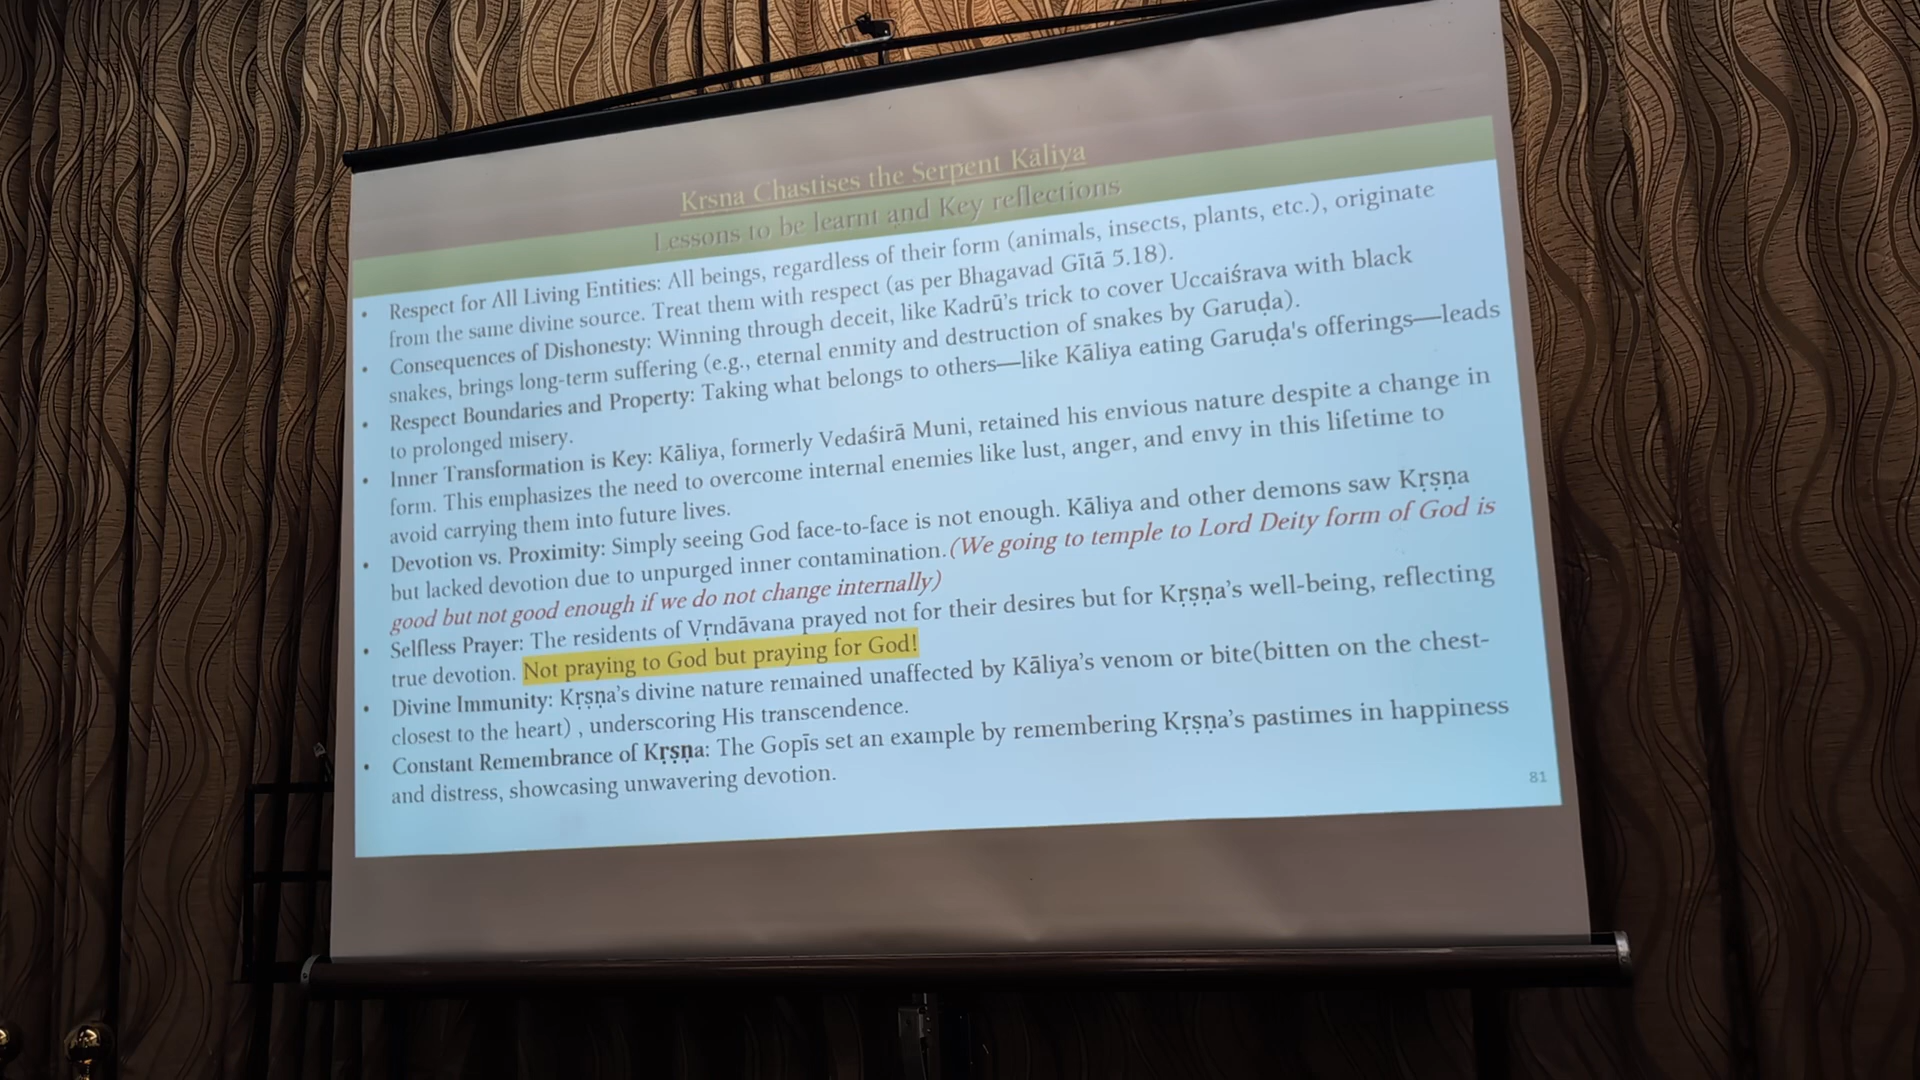 Krsna Chastises the Serpent Kāliya
Lessons to be learnt and Key reflections
• Respect for All Living Entities: All beings, regardless of their form (animals, insects, plants, etc.), originate
from the same divine source. Treat them with respect (as per Bhagavad Gītā 5.18).
• Consequences of Dishonesty: Winning through deceit, like Kadrū's trick to cover Uccaiśrava with black
snakes, brings long-term suffering (e.g., eternal enmity and destruction of snakes by Garuḍa).
• Respect Boundaries and Property: Taking what belongs to others—like Kāliya eating Garuḍa's offerings—leads
to prolonged misery.
• Inner Transformation is Key: Kāliya, formerly Vedaśirā Muni, retained his envious nature despite a change in
form. This emphasizes the need to overcome internal enemies like lust, anger, and envy in this lifetime to
avoid carrying them into future lives.
• Devotion vs. Proximity: Simply seeing God face-to-face is not enough. Kāliya and other demons saw Kṛṣṇa
but lacked devotion due to unpurged inner contamination.(We going to temple to Lord Deity form of God is
good but not good enough if we do not change internally)
• Selfless Prayer: The residents of Vṛndāvana prayed not for their desires but for Kṛṣṇa’s well-being, reflecting
true devotion. Not praying to God but praying for God!
• Divine Immunity: Kṛṣṇa’s divine nature remained unaffected by Kāliya’s venom or bite(bitten on the chest-
closest to the heart) , underscoring His transcendence.
• Constant Remembrance of Kṛṣṇa: The Gopīs set an example by remembering Kṛṣṇa’s pastimes in happiness
and distress, showcasing unwavering devotion.
81